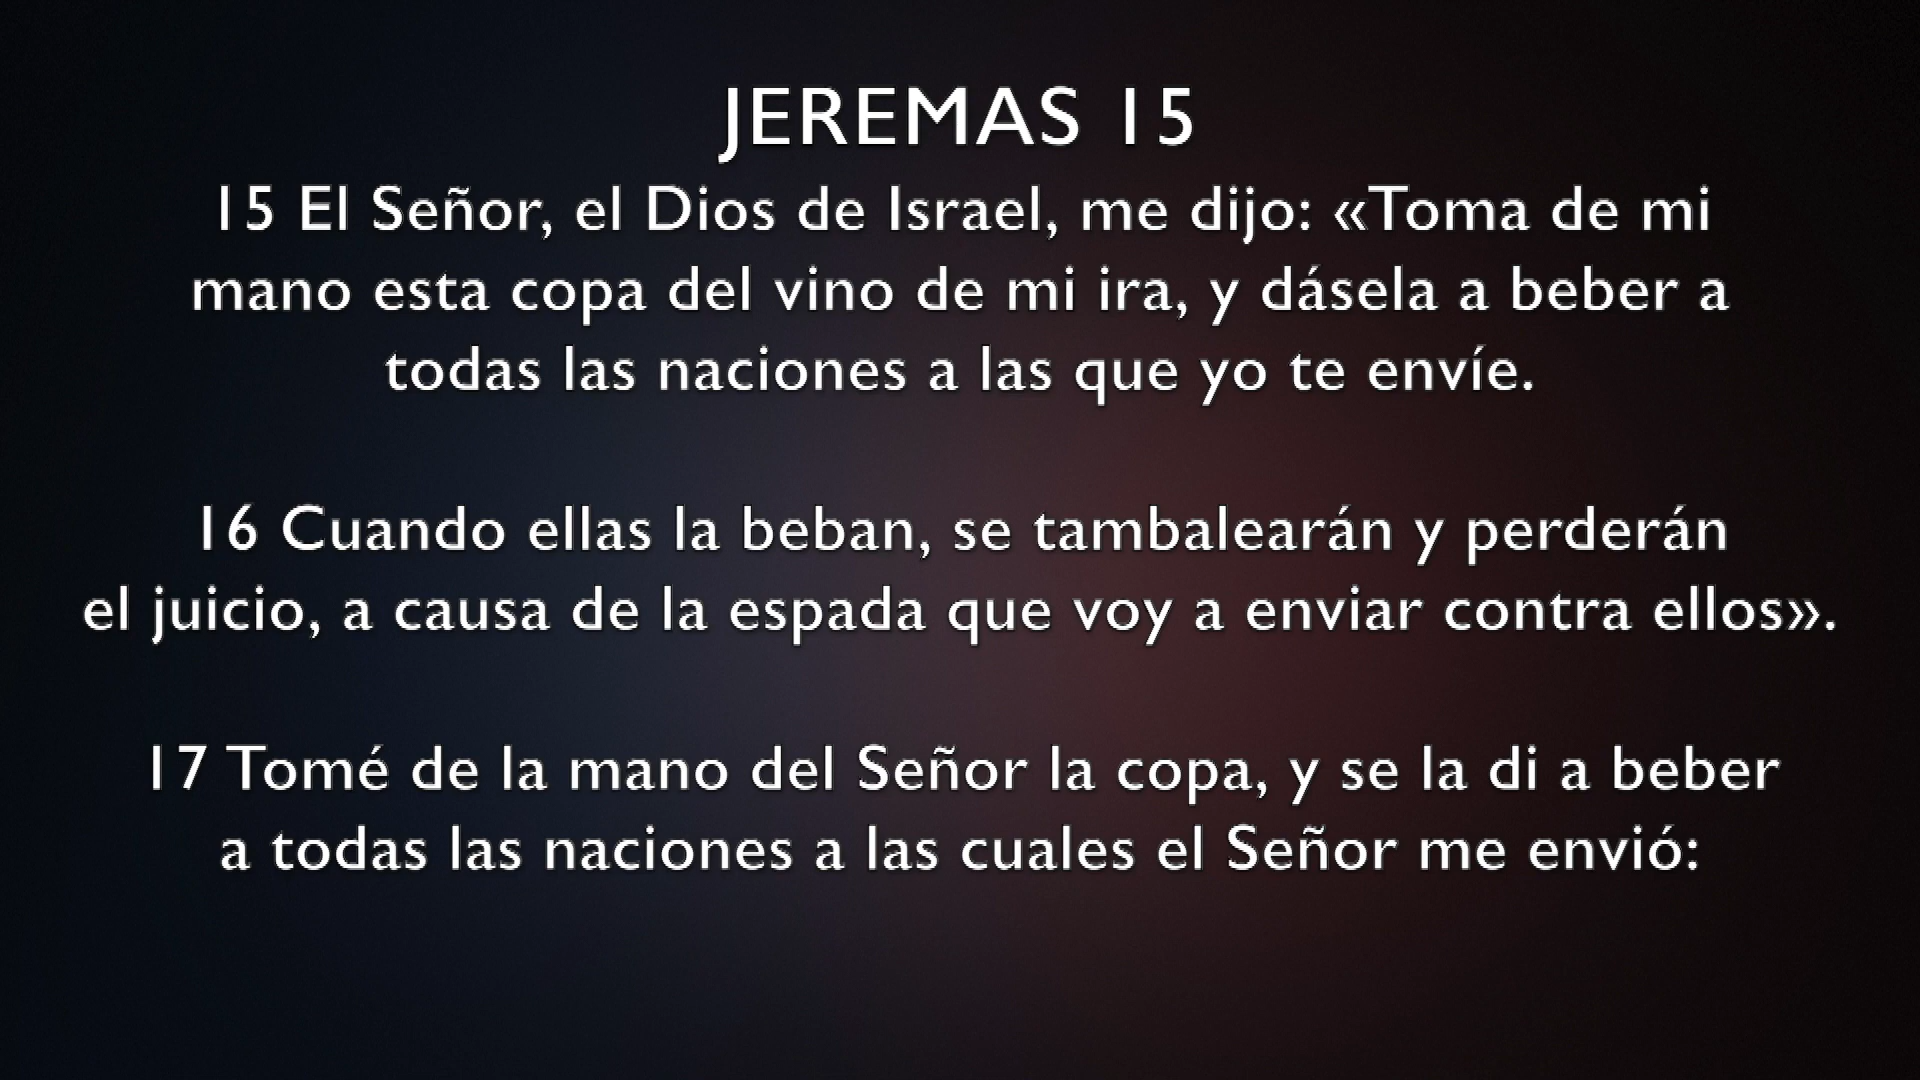 JEREMAS 15
15 El Señor, el Dios de Israel, me dijo: «Toma de mi
mano esta copa del vino de mi ira, y dásela a beber a
todas las naciones a las que yo te envíe.
16 Cuando ellas la beban, se tambalearán y perderán
el juicio, a causa de la espada que voy a enviar contra ellos».
17 Tomé de la mano del Señor la copa, y se la di a beber
a todas las naciones a las cuales el Señor me envió: